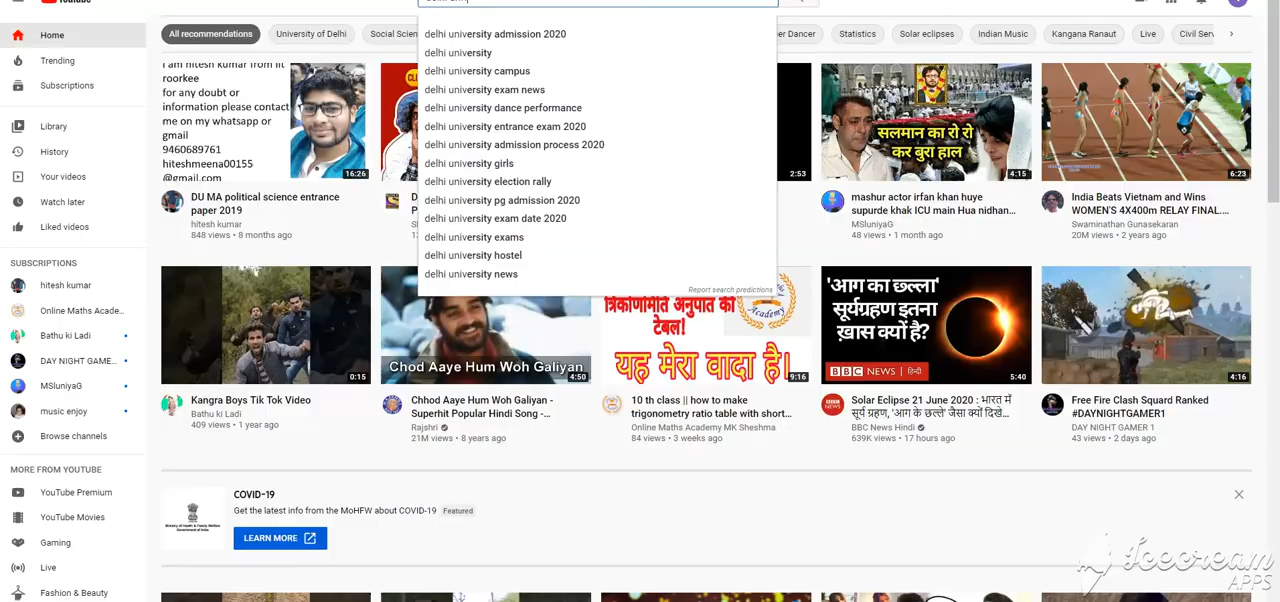 Home
Trending
Subscriptions
Library
History
Your videos
Watch later
Liked videos
SUBSCRIPTIONS
hitesh kumar
Online Maths Acade...
Bathu ki Ladi
DAY NIGHT GAME...
MSluniyaG
music enjoy
Browse channels
MORE FROM YOUTUBE
YouTube Premium
YouTube Movies
Gaming
Live
Fashion & Beauty
All recommendations
University of Delhi
Social Scien
er Dancer
Statistics
Solar eclipses
Indian Music
Kangana Ranaut
Live
Civil Serv
delhi university admission 2020
delhi university
delhi university campus
delhi university exam news
delhi university dance performance
delhi university entrance exam 2020
delhi university admission process 2020
delhi university girls
delhi university election rally
delhi university pg admission 2020
delhi university exam date 2020
delhi university exams
delhi university hostel
delhi university news
Report search predictions
I am hitesh kumar from iit
roorkee
for any doubt or
information please contact
me on my whatsapp or
gmail
9460689761
hiteshmeena00155
@gmail.com
16:26
DU MA political science entrance
paper 2019
hitesh kumar
848 views • 8 months ago
2:53
सलमान का रो रो
कर बुरा हाल
4:15
mashur actor irfan khan huye
supurde khak ICU main Hua nidhan...
MSluniyaG
48 views • 1 month ago
6:23
India Beats Vietnam and Wins
WOMEN'S 4X400m RELAY FINAL....
Swaminathan Gunasekaran
20M views • 2 years ago
0:15
Kangra Boys Tik Tok Video
Bathu ki Ladi
409 views • 1 year ago
Chod Aaye Hum Woh Galiyan
4:50
Chhod Aaye Hum Woh Galiyan -
Superhit Popular Hindi Song -...
Rajshri
21M views • 8 years ago
त्रिकोणमिति अनुपात की
टेबल!
यह मेरा वादा है।
9:16
10 th class || how to make
trigonometry ratio table with short...
Online Maths Academy MK Sheshma
84 views • 3 weeks ago
'आग का छल्ला'
सूर्यग्रहण इतना
ख़ास क्यों है?
BBC NEWS | हिन्दी
5:40
Solar Eclipse 21 June 2020 : भारत में
सूर्य ग्रहण, 'आग के छल्ले' जैसा क्यों दिखे...
BBC News Hindi
639K views • 17 hours ago
4:16
Free Fire Clash Squard Ranked
#DAYNIGHTGAMER1
DAY NIGHT GAMER 1
43 views • 2 days ago
COVID-19
Get the latest info from the MoHFW about COVID-19 Featured
LEARN MORE
Icecream
APPS